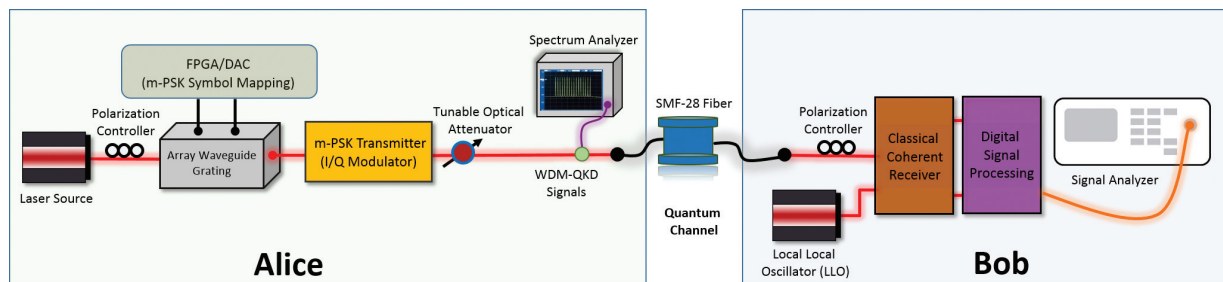 FPGA/DAC
(m-PSK Symbol Mapping)
Polarization
Controller
Laser Source
Array Waveguide
Grating
m-PSK Transmitter
(I/Q Modulator)
Tunable Optical
Attenuator
Spectrum Analyzer
WDM-QKD
Signals
Alice
SMF-28 Fiber
Quantum
Channel
Polarization
Controller
Local Local
Oscillator (LLO)
Classical
Coherent
Receiver
Digital
Signal
Processing
Signal Analyzer
Bob